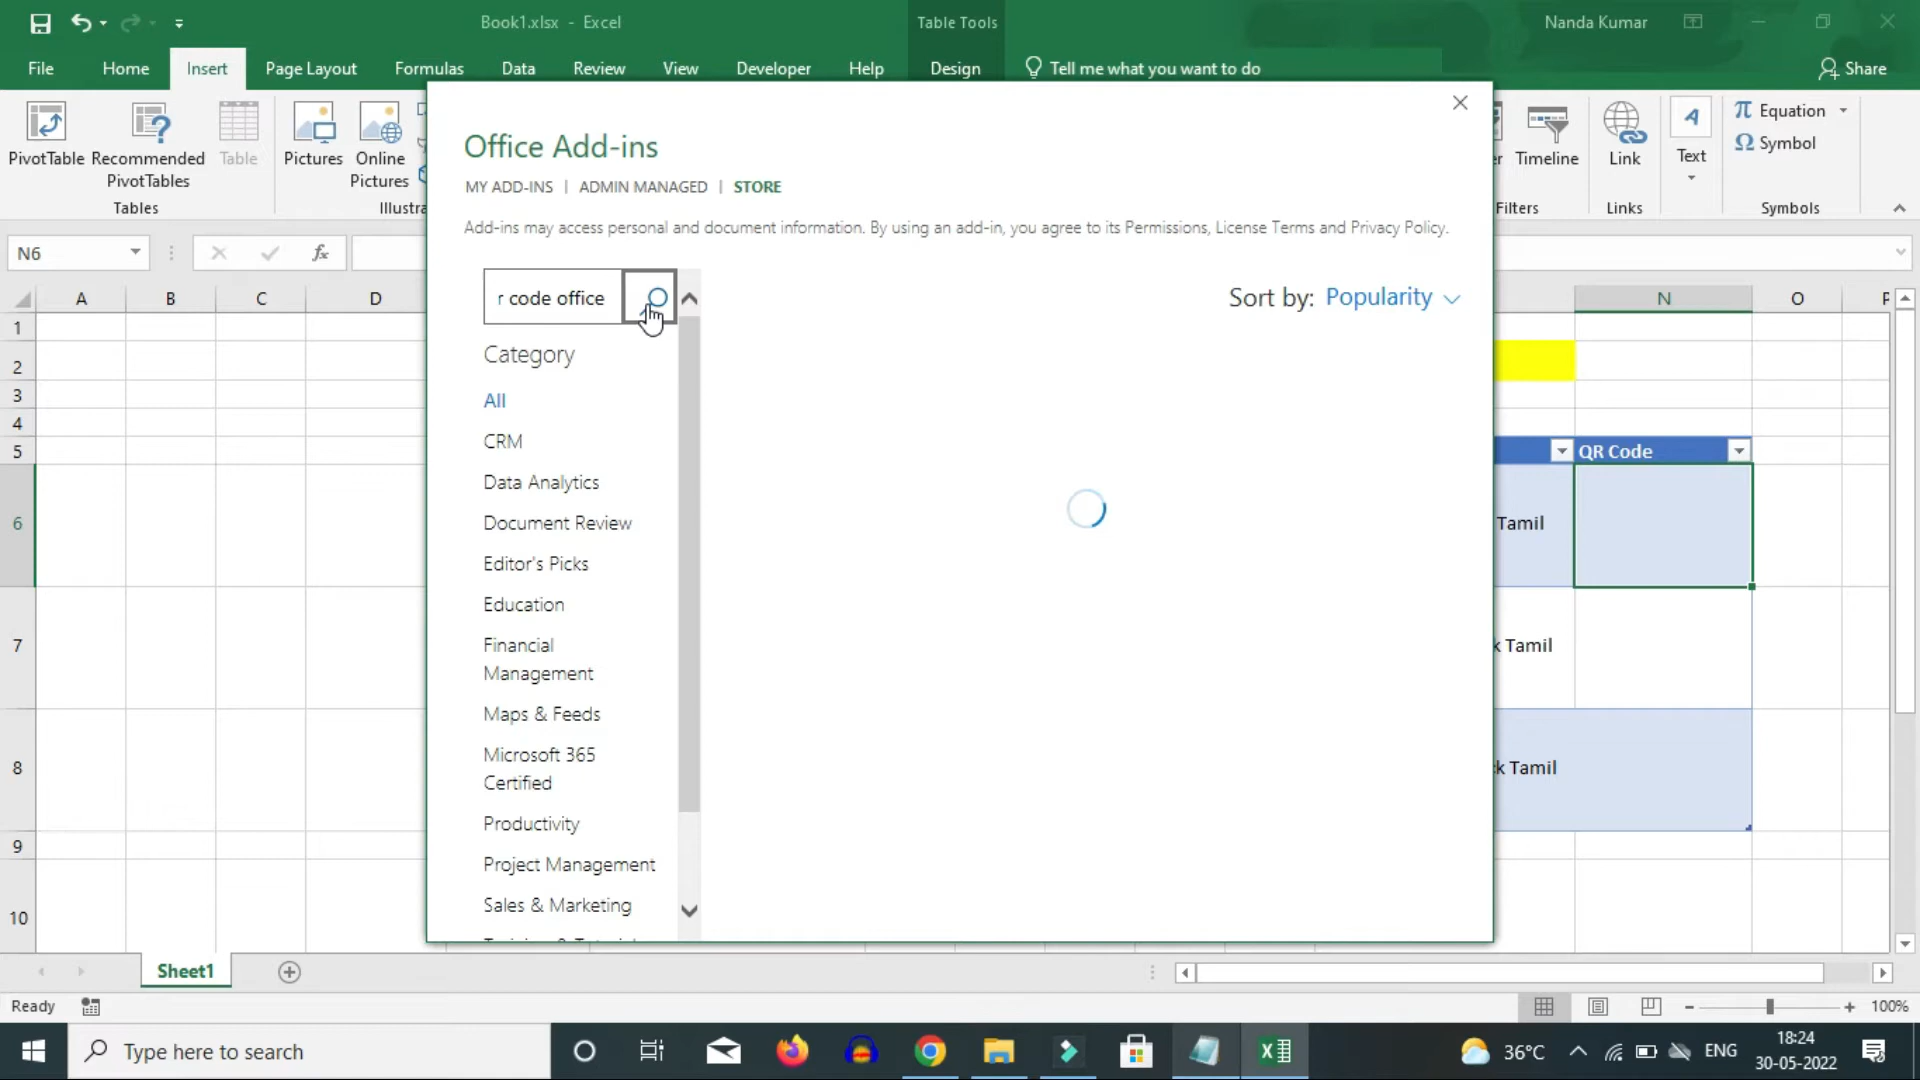 Book1.xlsx - Excel
Table Tools
Nanda Kumar
File Home Insert Page Layout Formulas Data Review View Developer Help Design Tell me what you want to do Share
PivotTable
Recommended
PivotTables
Table
Tables
Pictures
Online
Pictures
Illustra
Timeline
Filters
Link
Links
Text
Equation
Symbol
Symbols
N6
fx
Office Add-ins
MY ADD-INS | ADMIN MANAGED | STORE
Add-ins may access personal and document information. By using an add-in, you agree to its Permissions, License Terms and Privacy Policy.
r code office
Sort by: Popularity
Category
All
CRM
Data Analytics
Document Review
Editor's Picks
Education
Financial
Management
Maps & Feeds
Microsoft 365
Certified
Productivity
Project Management
Sales & Marketing
A B C D N O P
1
2
3
4
5 QR Code
6 Tamil
7 k Tamil
8 k Tamil
9
10
Sheet1
Ready
100%
Type here to search
36°C
ENG
18:24
30-05-2022